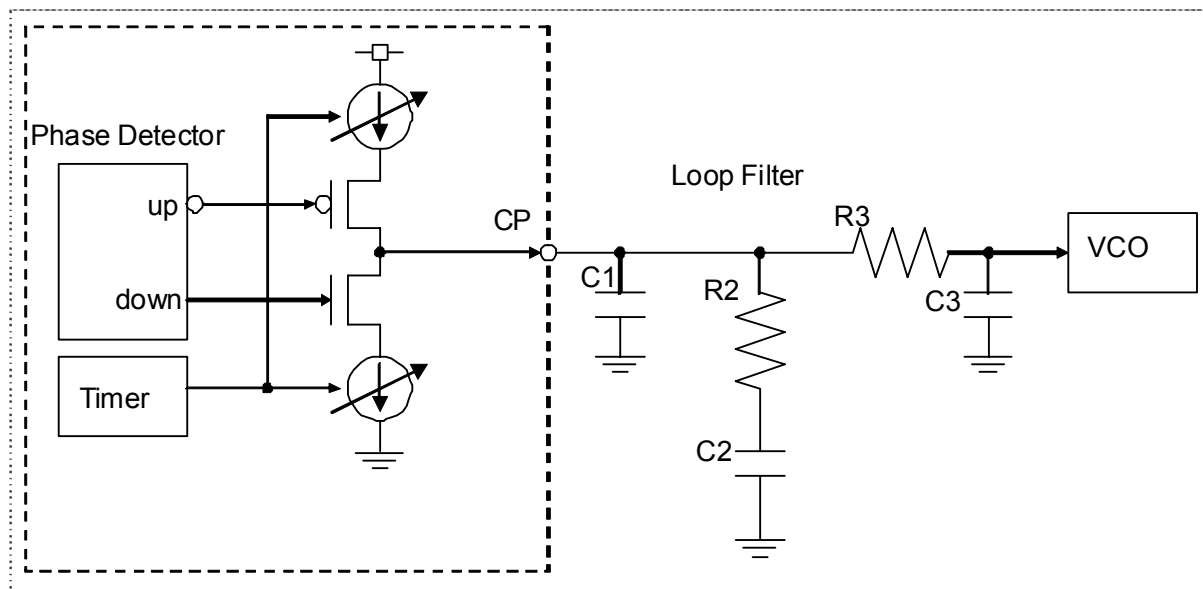 Phase Detector
up
down
Timer
CP
Loop Filter
C1
R2
C2
R3
C3
VCO